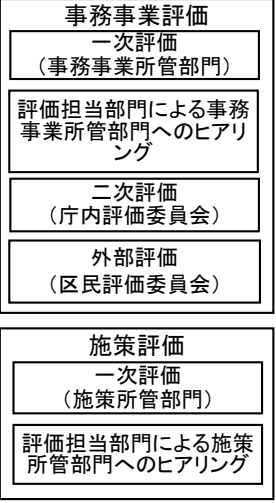 事務事業評価
一次評価
（事務事業所管部門）
評価担当部門による事務
事業所管部門へのヒアリ
ング
二次評価
（庁内評価委員会）
外部評価
（区民評価委員会）
施策評価
一次評価
（施策所管部門）
評価担当部門による施策
所管部門へのヒアリング